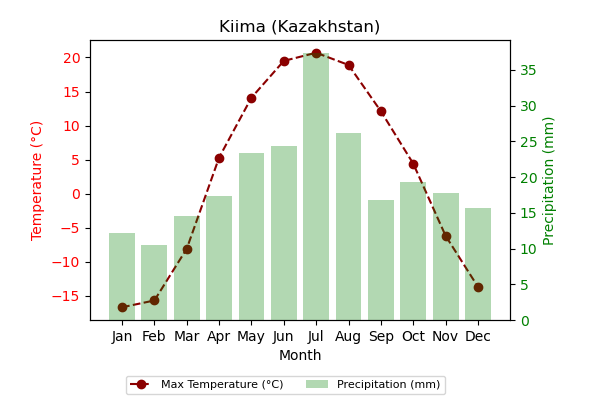 Kiima (Kazakhstan)
Temperature (°C)
20
15
10
5
0
−5
−10
−15
35
30
25
20
15
10
5
0
Precipitation (mm)
Jan Feb Mar Apr May Jun Jul Aug Sep Oct Nov Dec
Month
Max Temperature (°C) Precipitation (mm)